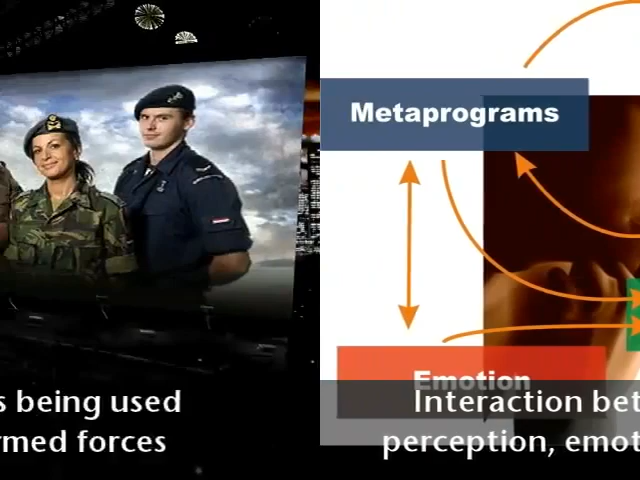 Metaprograms
Emotion
s being used
rmed forces
Interaction bet
perception, emot